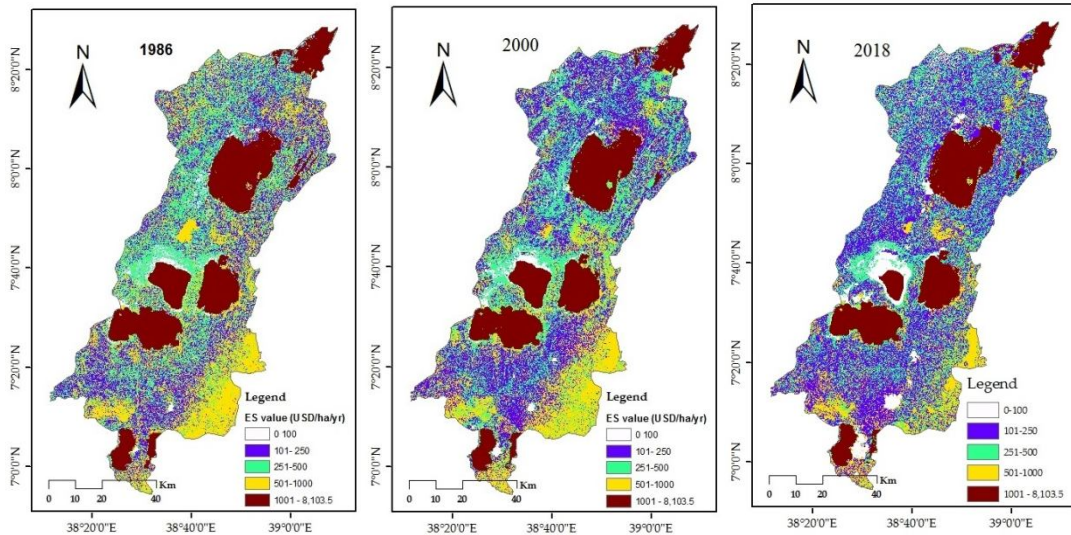 N
1986
8°20'0"N
8°0'0"N
7°40'0"N
7°20'0"N
7°0'0"N
Legend
ES value (USD/ha/yr)
0 100
101- 250
251-500
501-1000
1001 - 8,103.5
Km
20 10 0 20 40
38°20'0"E 38°40'0"E 39°0'0"E
N
2000
8°20'0"N
8°0'0"N
7°40'0"N
7°20'0"N
7°0'0"N
Legend
ES value (USD/ha/yr)
0 100
101- 250
251-500
501-1000
1001 - 8,103.5
Km
20 10 0 20 40
38°20'0"E 38°40'0"E 39°0'0"E
N
2018
8°20'0"N
8°0'0"N
7°40'0"N
7°20'0"N
7°0'0"N
Legend
0-100
101-250
251-500
501-1000
1001 - 8,103.5
Km
20 10 0 20 40
38°20'0"E 38°40'0"E 39°0'0"E